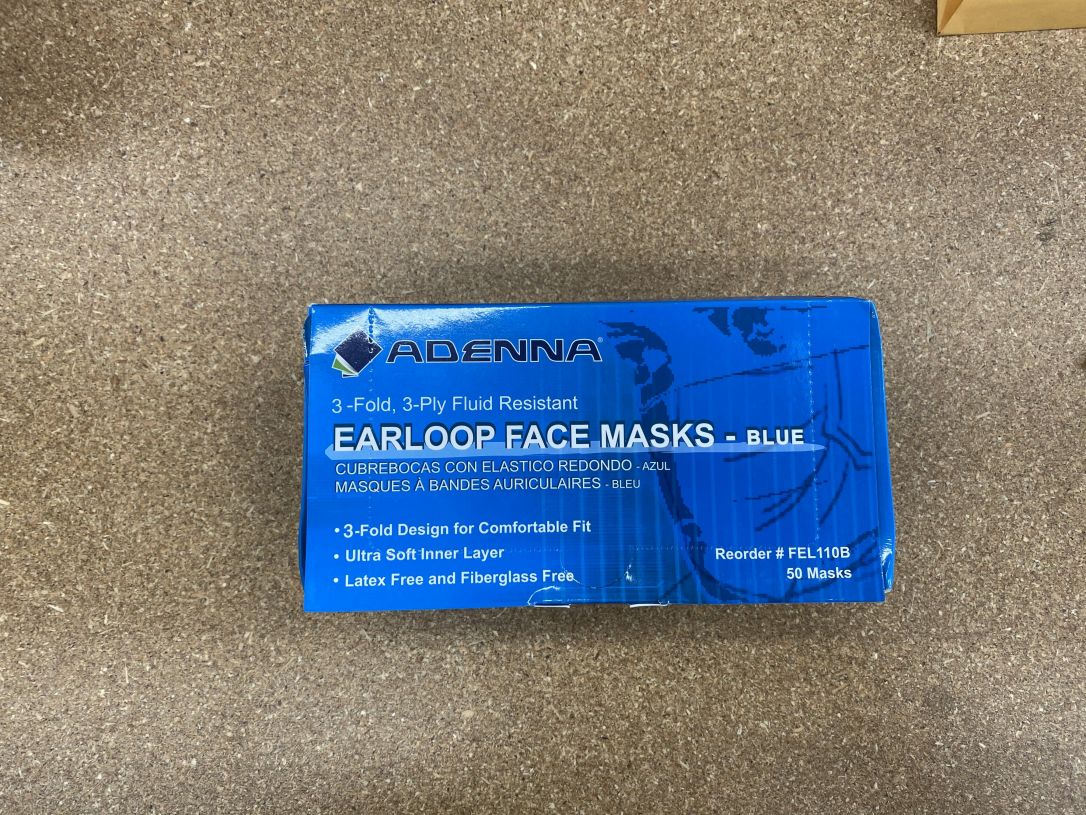 ADENNA®
3-Fold, 3-Ply Fluid Resistant
EARLOOP FACE MASKS - BLUE
CUBREBOCAS CON ELASTICO REDONDO - AZUL
MASQUES À BANDES AURICULAIRES - BLEU
• 3-Fold Design for Comfortable Fit
• Ultra Soft Inner Layer
• Latex Free and Fiberglass Free
Reorder # FEL110B
50 Masks